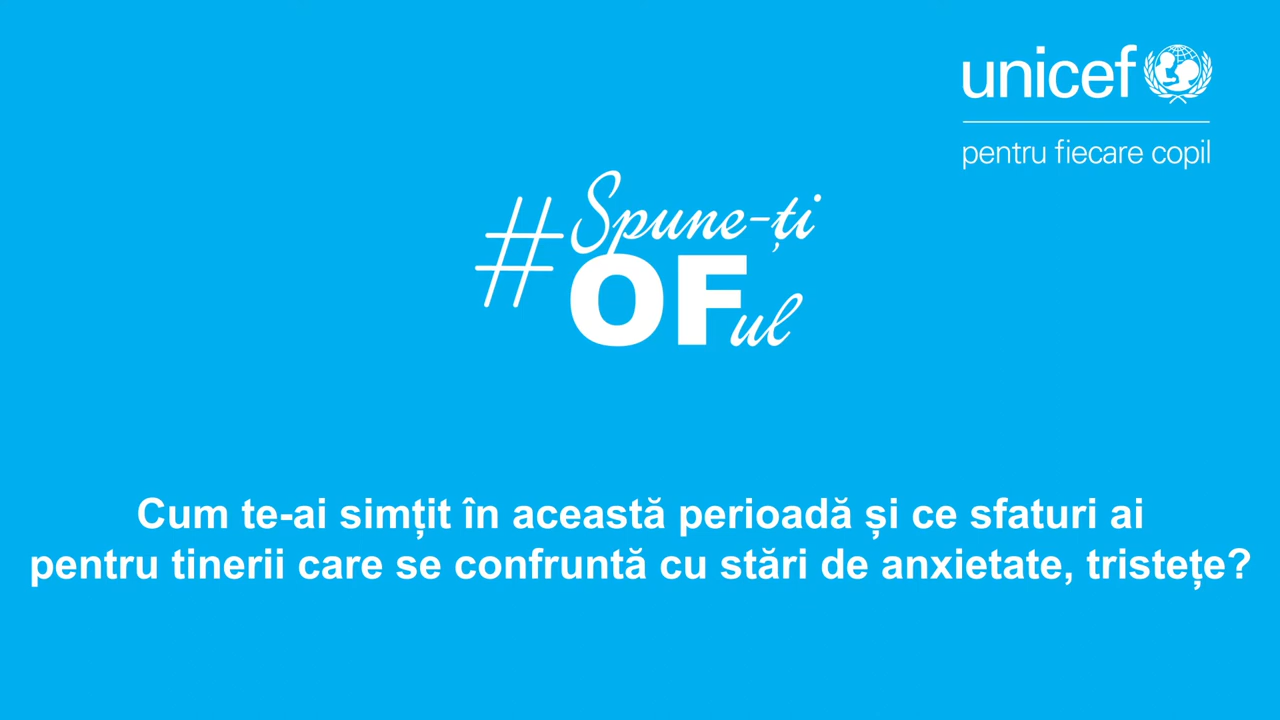 unicef
pentru fiecare copil
#Spune-ți
OFul
Cum te-ai simțit în această perioadă și ce sfaturi ai
pentru tinerii care se confruntă cu stări de anxietate, tristețe?